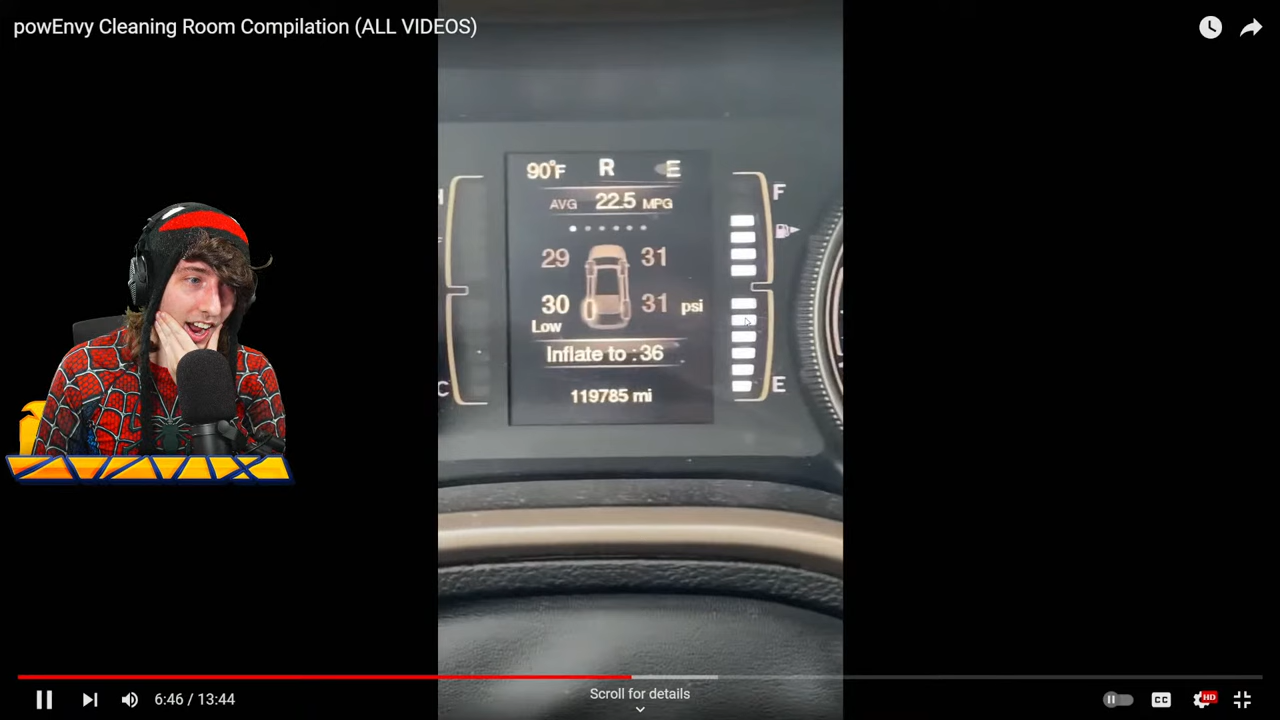 powEnvy Cleaning Room Compilation (ALL VIDEOS)
90°F R E
AVG 22.5 MPG
29 31
30 31 psi
Low
Inflate to : 36
119785 mi
F
E
C
6:46 / 13:44
Scroll for details
CC
HD